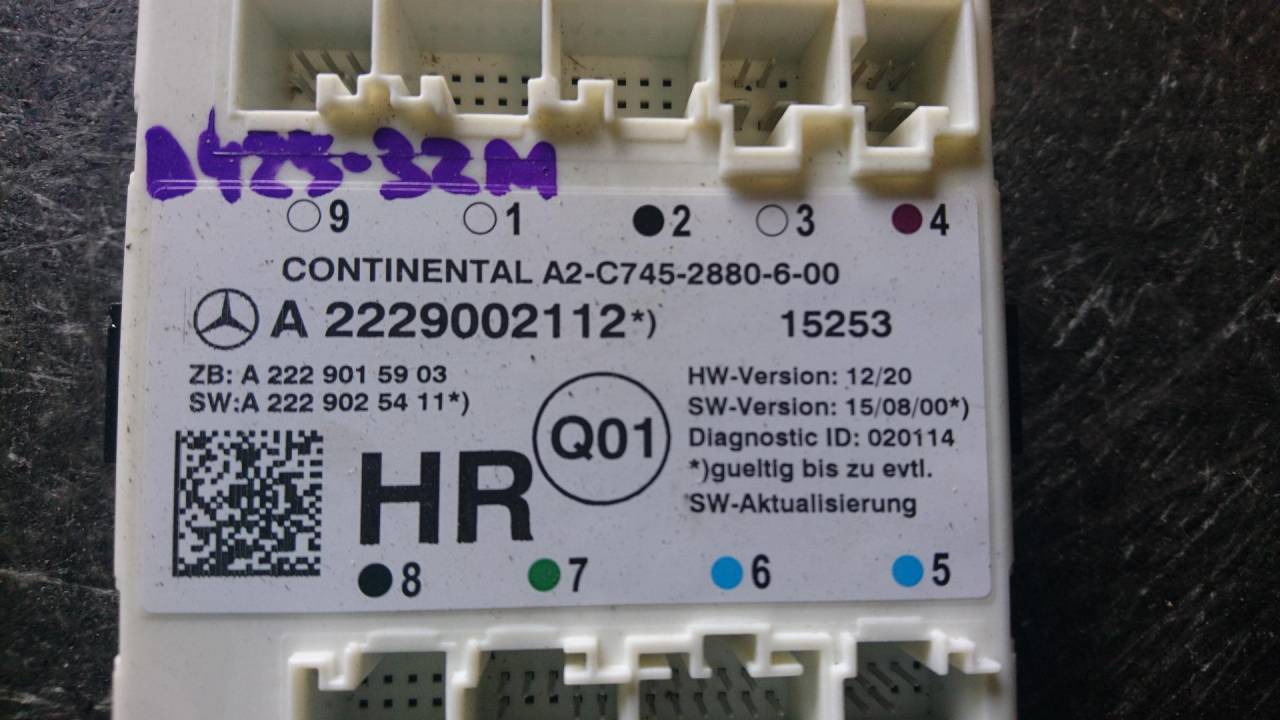 D425-32M
9 1 2 3 4
CONTINENTAL A2-C745-2880-6-00
A 2229002112*) 15253
ZB: A 222 901 59 03
SW:A 222 902 54 11*)
HR
Q01
HW-Version: 12/20
SW-Version: 15/08/00*)
Diagnostic ID: 020114
*)gueltig bis zu evtl.
SW-Aktualisierung
8 7 6 5